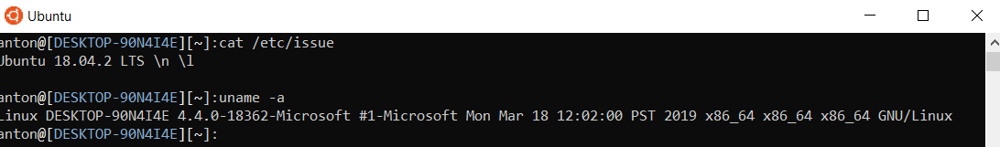 Ubuntu
anton@[DESKTOP-90N4I4E][~]:cat /etc/issue
Ubuntu 18.04.2 LTS \n \l
anton@[DESKTOP-90N4I4E][~]:uname -a
Linux DESKTOP-90N4I4E 4.4.0-18362-Microsoft #1-Microsoft Mon Mar 18 12:02:00 PST 2019 x86_64 x86_64 x86_64 GNU/Linux
anton@[DESKTOP-90N4I4E][~]: